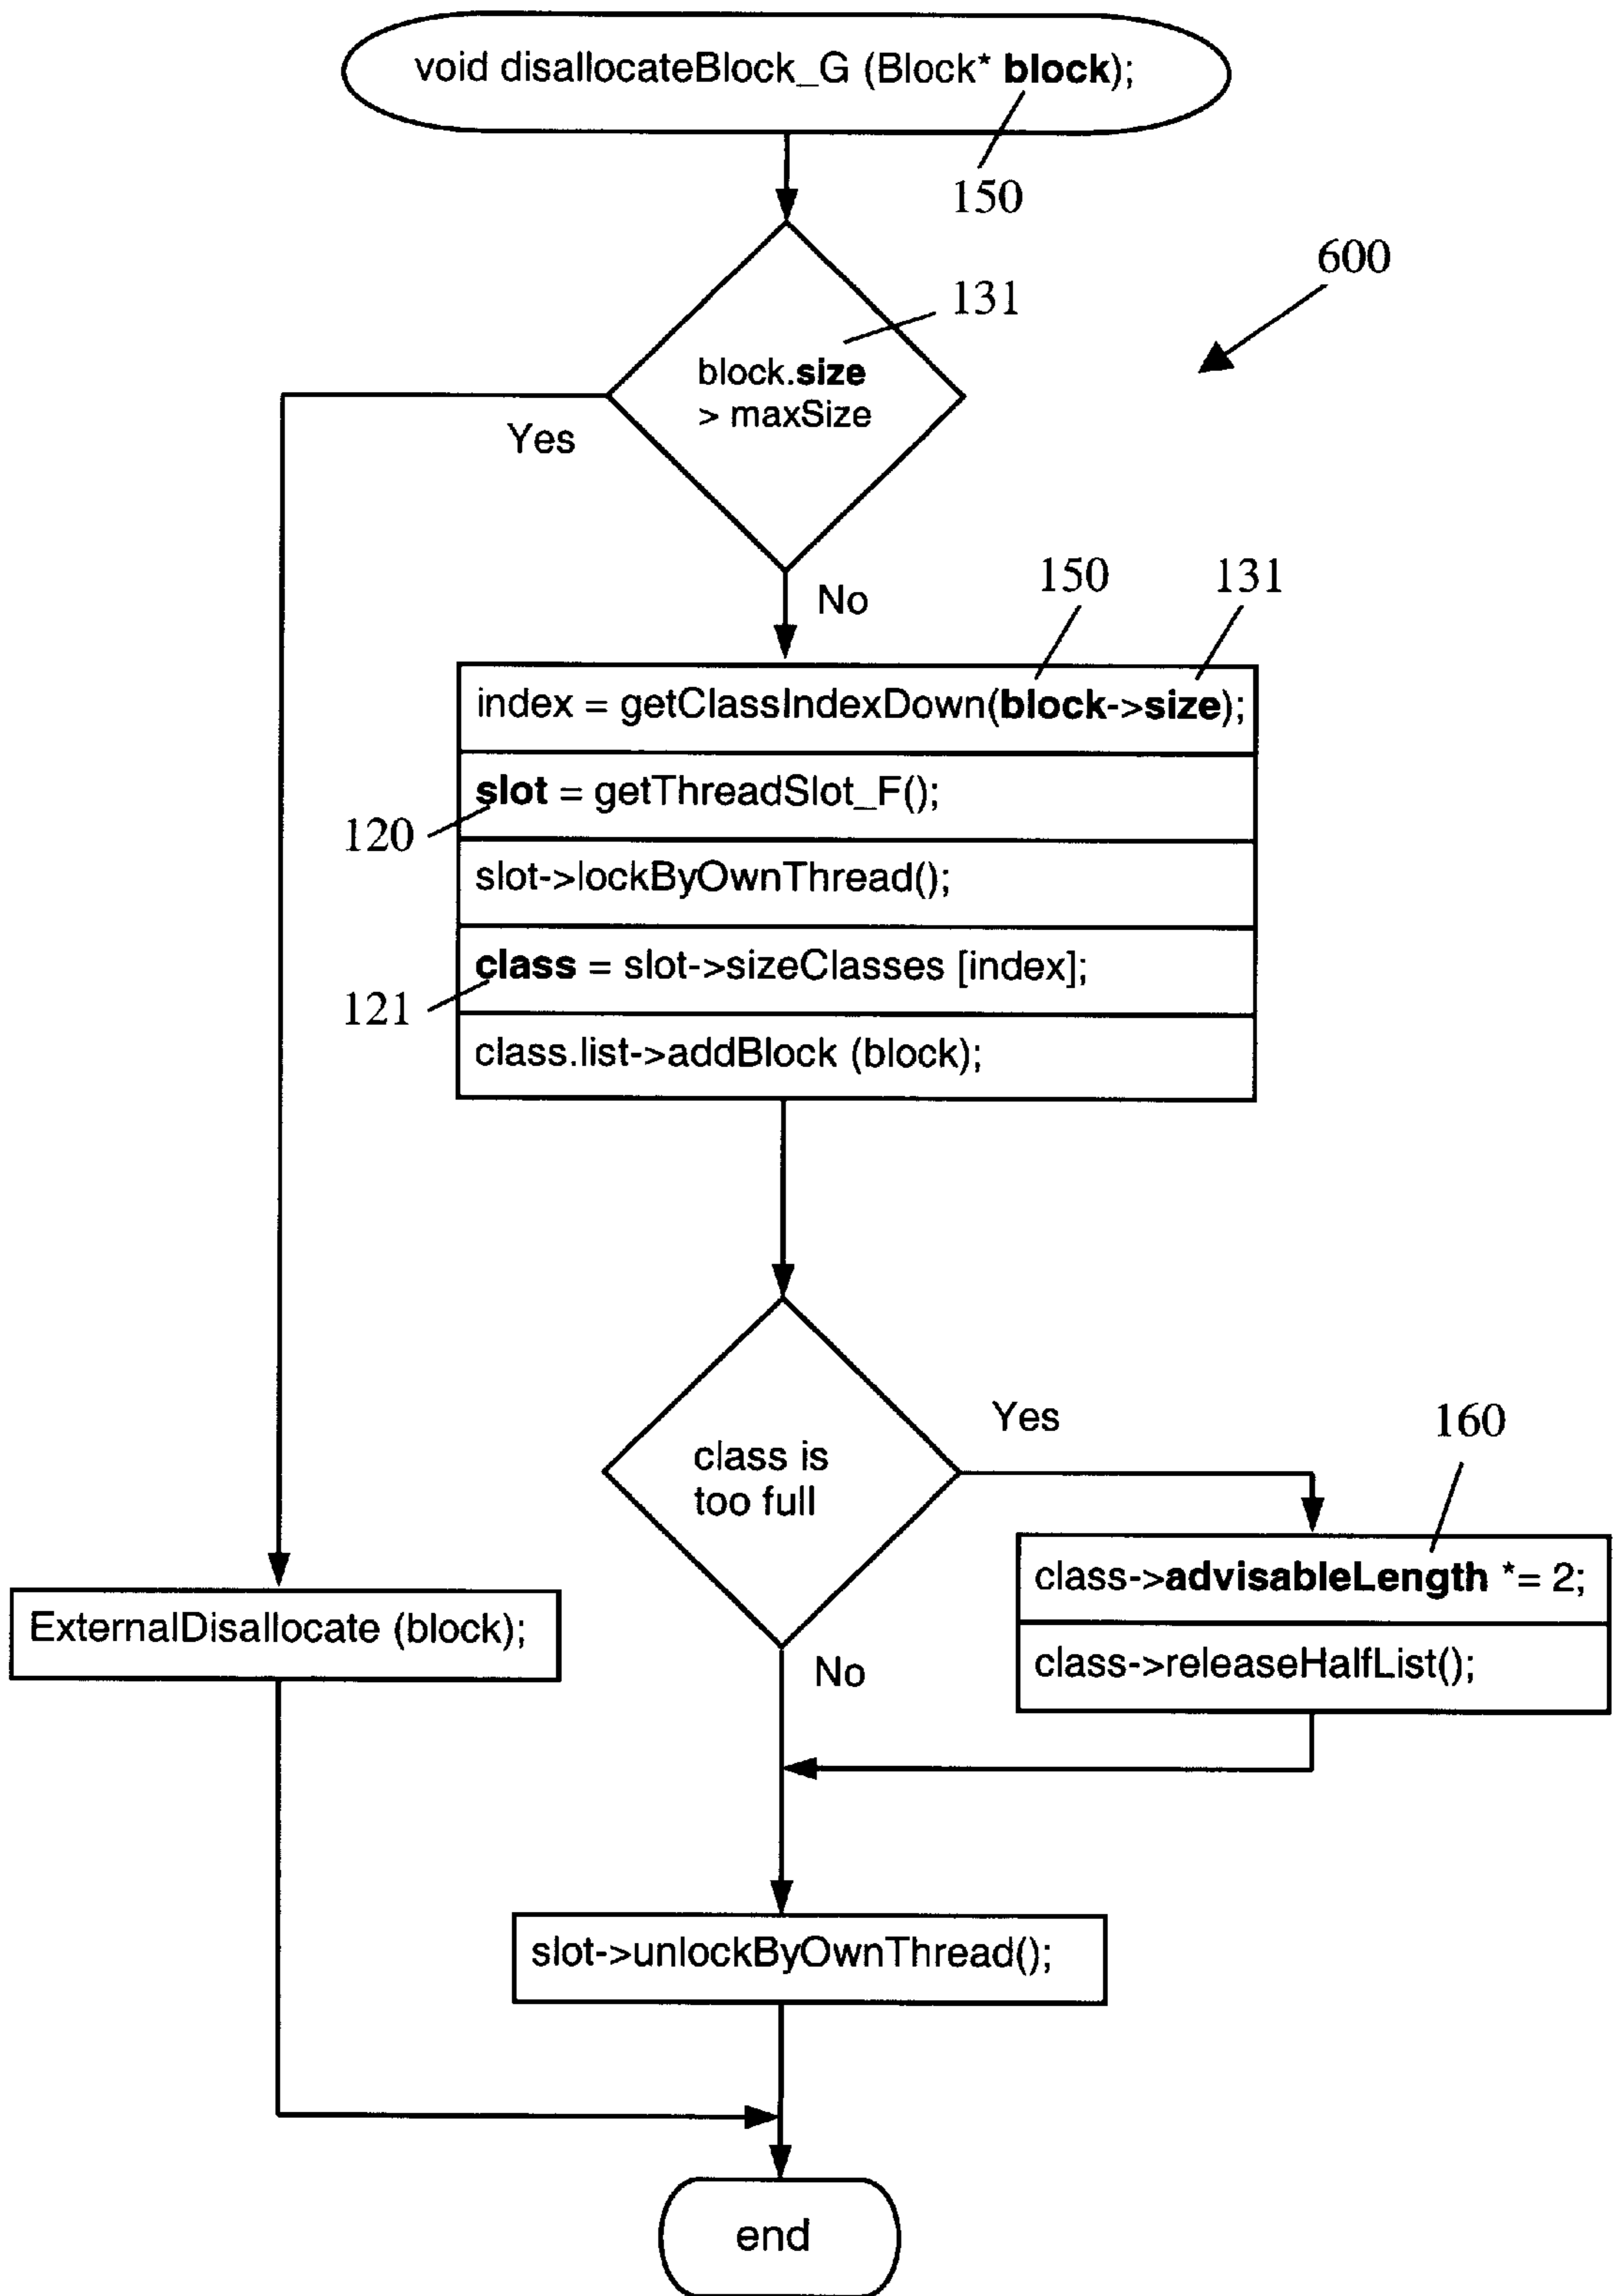 void disallocateBlock_G (Block* block);
150
600
131
block.size
> maxSize
Yes
No
150
131
index = getClassIndexDown(block->size);
slot = getThreadSlot_F();
120
slot->lockByOwnThread();
class = slot->sizeClasses [index];
121
class.list->addBlock (block);
class is
too full
Yes
160
No
class->advisableLength *= 2;
class->releaseHalfList();
ExternalDisallocate (block);
slot->unlockByOwnThread();
end